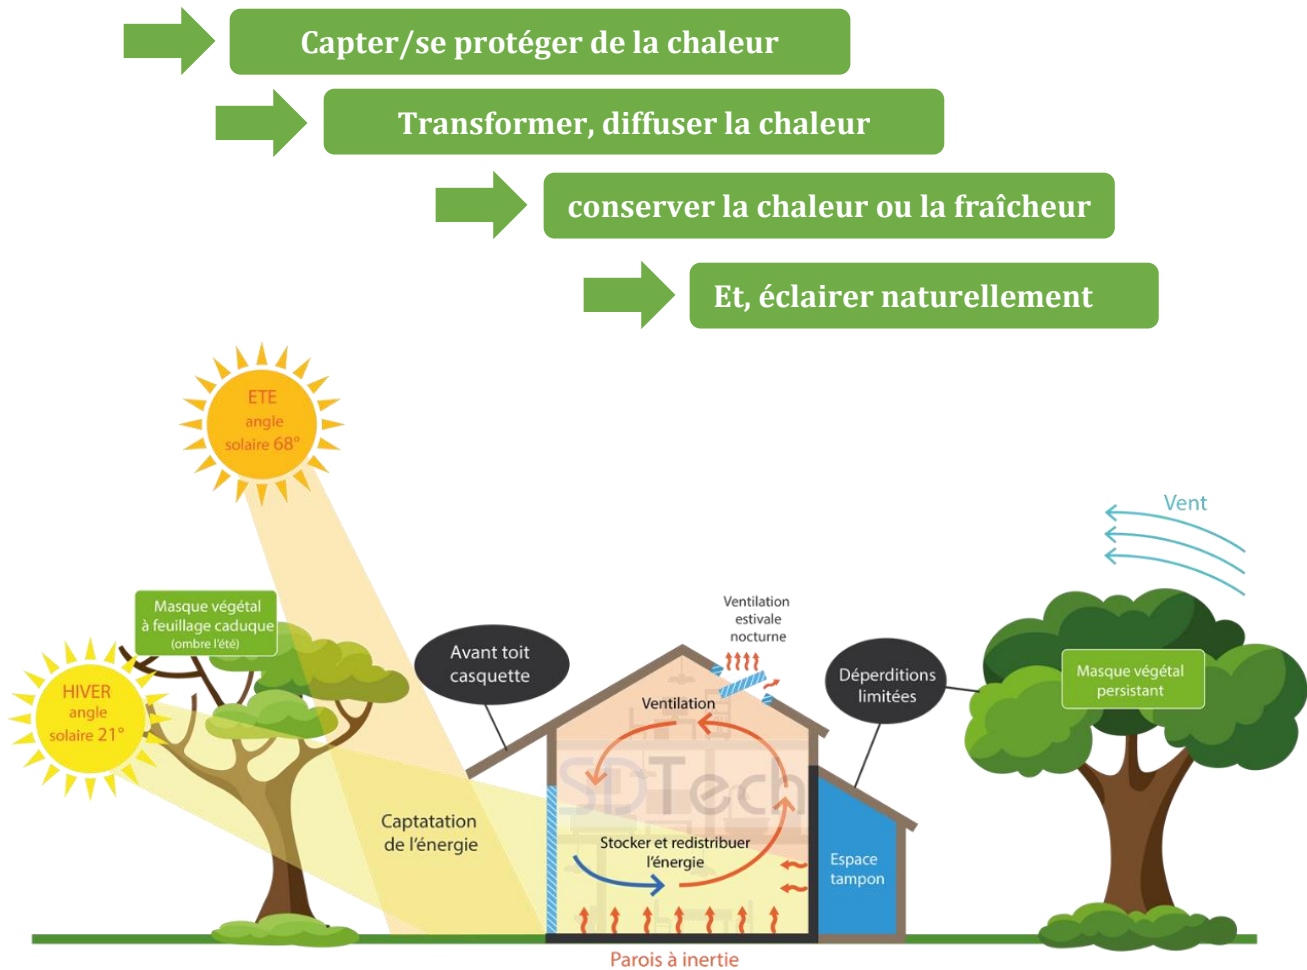 Capter/se protéger de la chaleur
Transformer, diffuser la chaleur
conserver la chaleur ou la fraîcheur
Et, éclairer naturellement
ETE
angle
solaire 68°
Vent
Masque végétal
à feuillage caduque
(ombre l'été)
Ventilation
estivale
nocturne
Avant toit
casquette
Déperditions
limitées
Masque végétal
persistant
HIVER
angle
solaire 21°
Ventilation
SDTech
Captatation
de l'énergie
Stocker et redistribuer
l'énergie
Espace
tampon
Parois à inertie